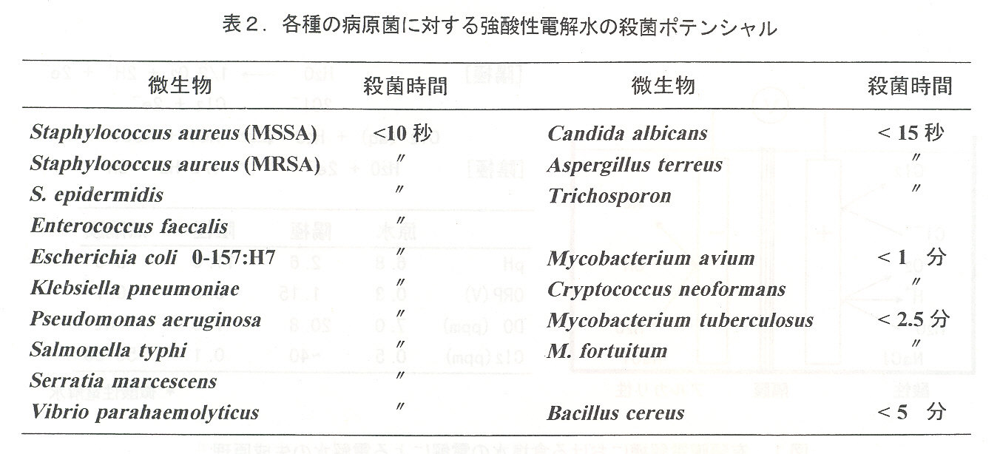 表２．各種の病原菌に対する強酸性電解水の殺菌ポテンシャル
微生物 殺菌時間 微生物 殺菌時間
Staphylococcus aureus (MSSA) <10 秒 Candida albicans < 15 秒
Staphylococcus aureus (MRSA) 〃 Aspergillus terreus 〃
S. epidermidis 〃 Trichosporon 〃
Enterococcus faecalis 〃
Escherichia coli 0-157:H7 〃 Mycobacterium avium < 1 分
Klebsiella pneumoniae 〃 Cryptococcus neoformans 〃
Pseudomonas aeruginosa 〃 Mycobacterium tuberculosus < 2.5 分
Salmonella typhi 〃 M. fortuitum 〃
Serratia marcescens 〃
Vibrio parahaemolyticus 〃 Bacillus cereus < 5 分